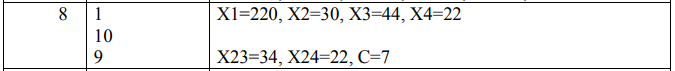 8 1 X1=220, X2=30, X3=44, X4=22
10
9 X23=34, X24=22, C=7